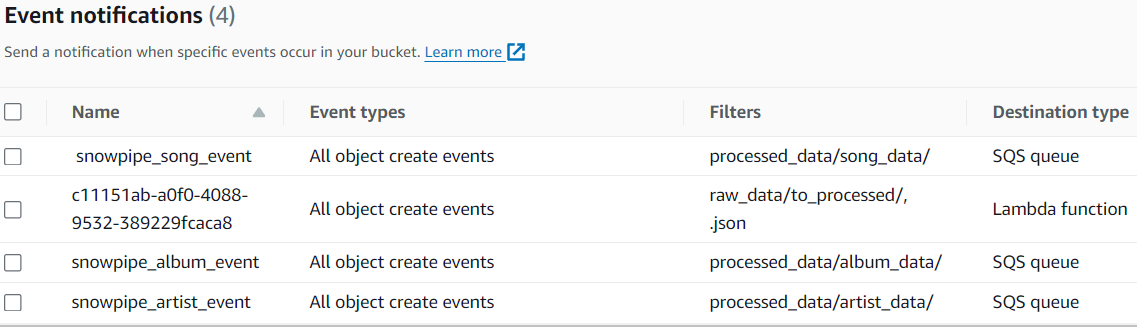 Event notifications (4)
Send a notification when specific events occur in your bucket. Learn more
Name Event types Filters Destination type
snowpipe_song_event All object create events processed_data/song_data/ SQS queue
c11151ab-a0f0-4088-
9532-389229fcaca8 All object create events raw_data/to_processed/,
.json Lambda function
snowpipe_album_event All object create events processed_data/album_data/ SQS queue
snowpipe_artist_event All object create events processed_data/artist_data/ SQS queue